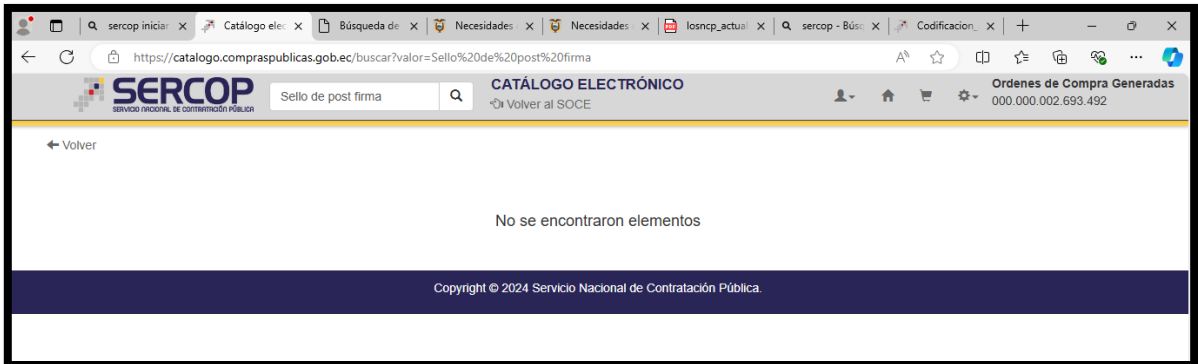 sercop iniciar
Catálogo elec
Búsqueda de
Necesidades
Necesidades
losncp_actual
sercop - Búsq
Codificacion_
https://catalogo.compraspublicas.gob.ec/buscar?valor=Sello%20de%20post%20firma
SERCOP
SERVICIO NACIONAL DE CONTRATACIÓN PÚBLICA
Sello de post firma
CATÁLOGO ELECTRÓNICO
Volver al SOCE
Ordenes de Compra Generadas
000.000.002.693.492
Volver
No se encontraron elementos
Copyright © 2024 Servicio Nacional de Contratación Pública.